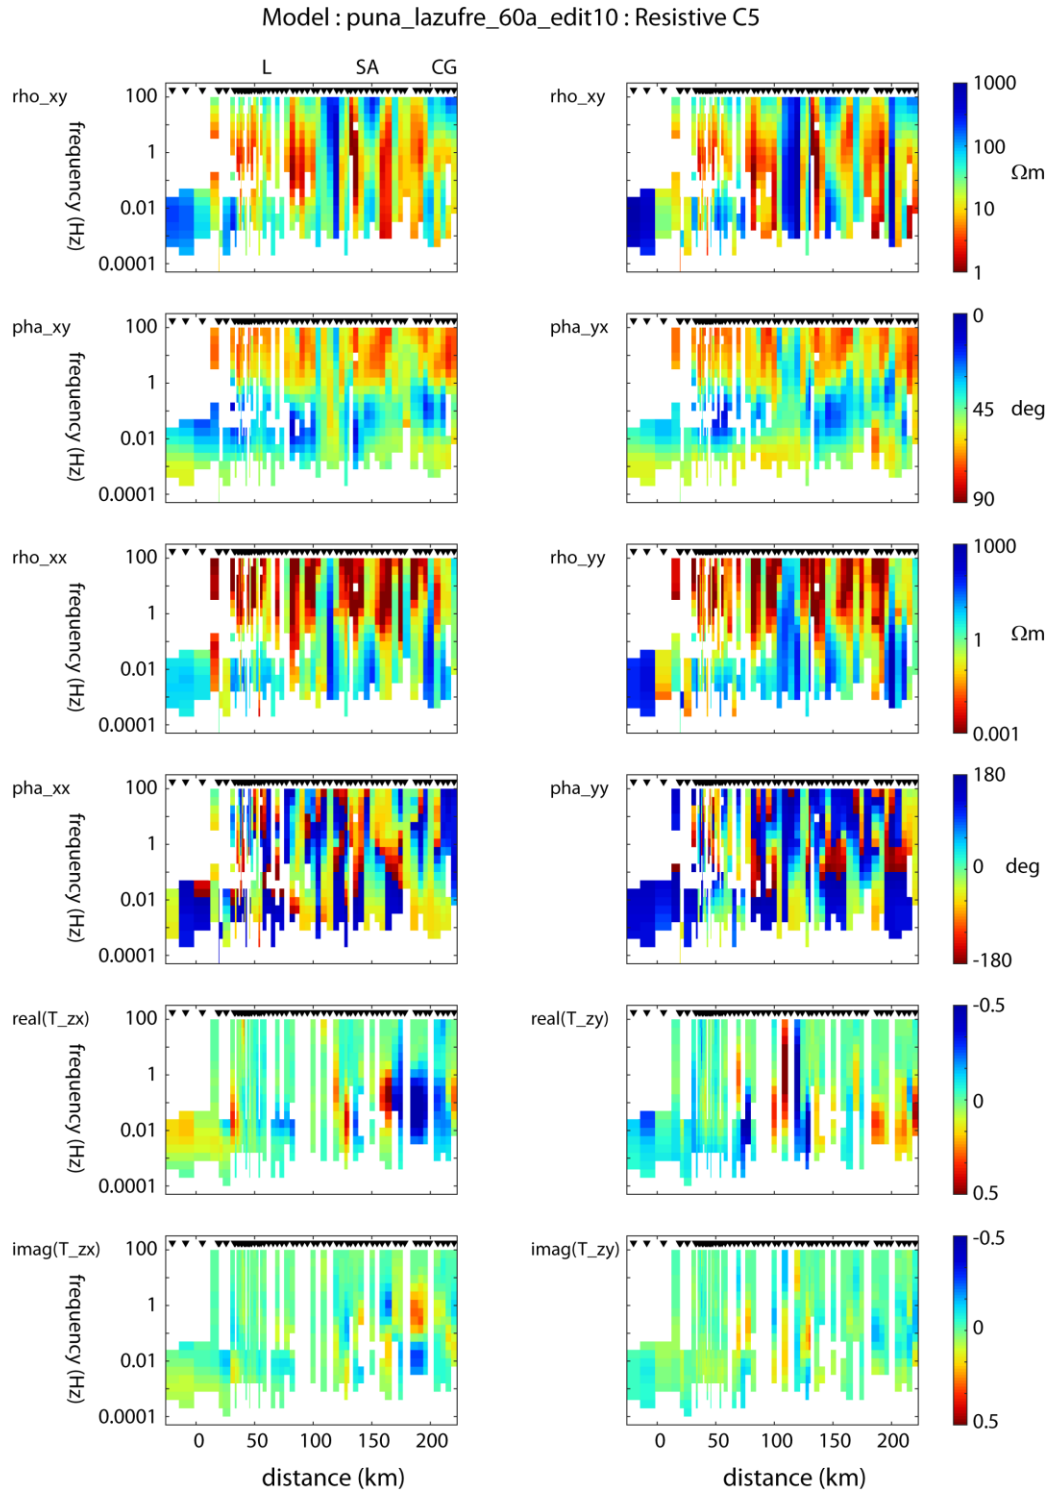 Model : puna_lazufre_60a_edit10 : Resistive C5
L SA CG
rho_xy
frequency (Hz)
100
1
0.01
0.0001
rho_xy
1000
100
10
1
Ωm
pha_xy
frequency (Hz)
100
1
0.01
0.0001
pha_yx
0
45
90
deg
rho_xx
frequency (Hz)
100
1
0.01
0.0001
rho_yy
1000
1
0.001
Ωm
pha_xx
frequency (Hz)
100
1
0.01
0.0001
pha_yy
180
0
-180
deg
real(T_zx)
frequency (Hz)
100
1
0.01
0.0001
real(T_zy)
-0.5
0
0.5
imag(T_zx)
frequency (Hz)
100
1
0.01
0.0001
imag(T_zy)
-0.5
0
0.5
0 50 100 150 200
distance (km)
0 50 100 150 200
distance (km)